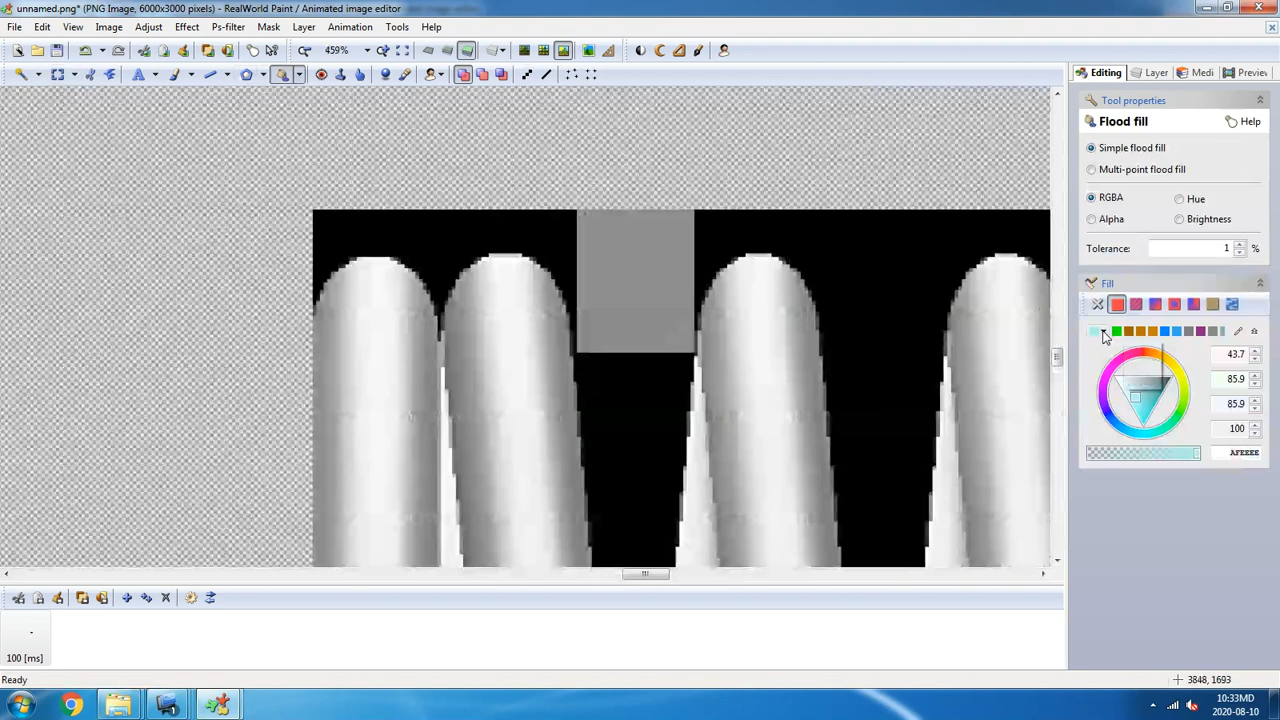 unnamed.png* (PNG Image, 6000x3000 pixels) - RealWorld Paint / Animated image editor
File Edit View Image Adjust Effect Ps-filter Mask Layer Animation Tools Help
459%
Editing Layer Medi Previe
Tool properties
Flood fill Help
Simple flood fill
Multi-point flood fill
RGBA Hue
Alpha Brightness
Tolerance: 1 %
Fill
43.7
85.9
85.9
100
AFEEEE
100 [ms]
Ready 3848, 1693
10:33MD
2020-08-10